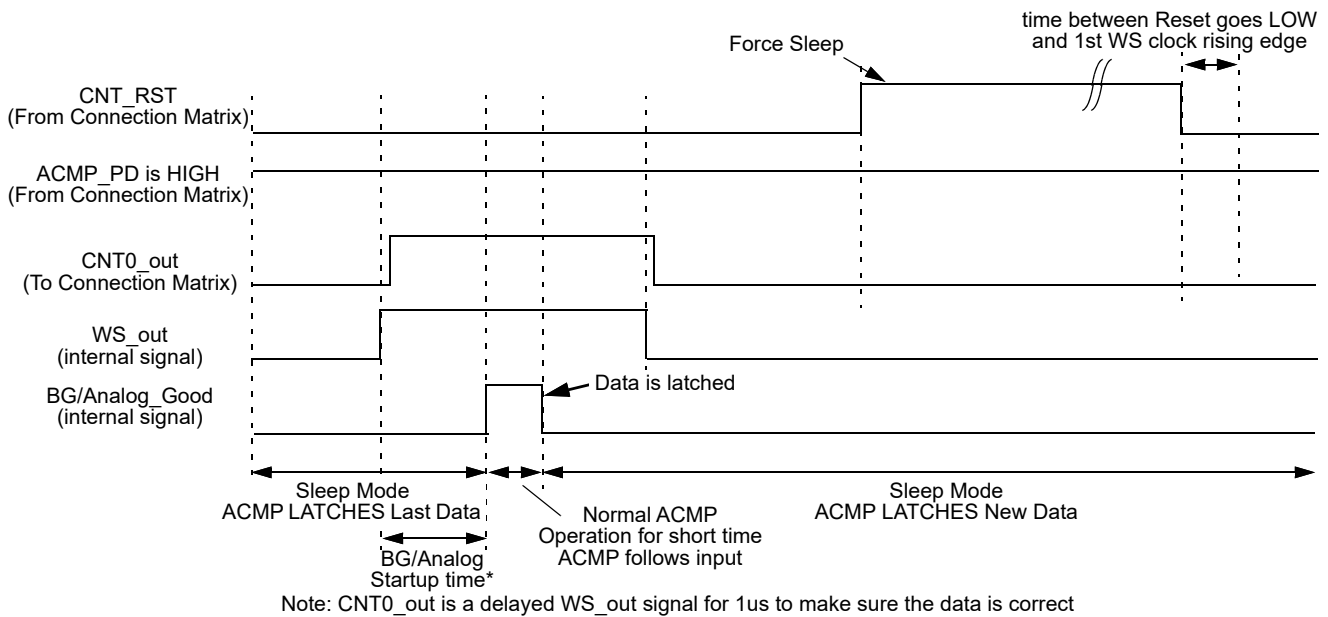 time between Reset goes LOW
and 1st WS clock rising edge
Force Sleep
CNT_RST
(From Connection Matrix)
ACMP_PD is HIGH
(From Connection Matrix)
CNT0_out
(To Connection Matrix)
WS_out
(internal signal)
BG/Analog_Good
(internal signal)
Data is latched
Sleep Mode
ACMP LATCHES Last Data
Normal ACMP
Operation for short time
ACMP follows input
Sleep Mode
ACMP LATCHES New Data
BG/Analog
Startup time*
Note: CNT0_out is a delayed WS_out signal for 1us to make sure the data is correct